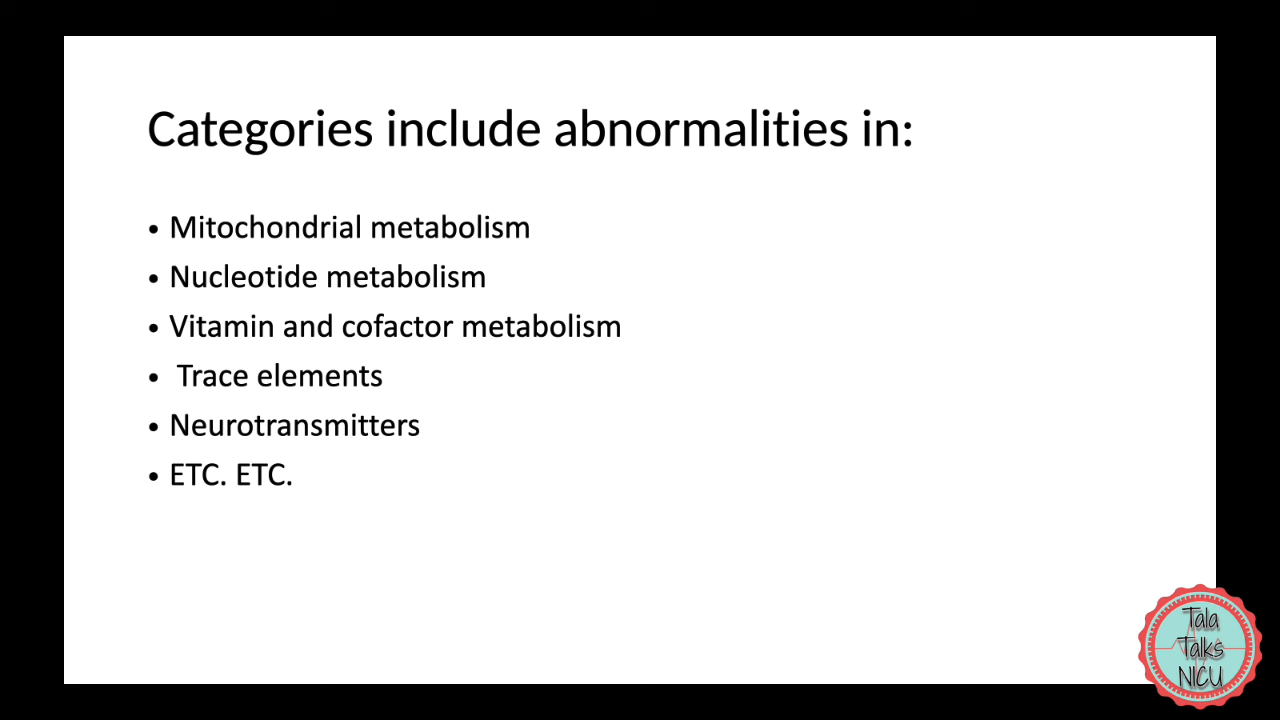 Categories include abnormalities in:
• Mitochondrial metabolism
• Nucleotide metabolism
• Vitamin and cofactor metabolism
• Trace elements
• Neurotransmitters
• ETC. ETC.
Tala
Talks
NICU